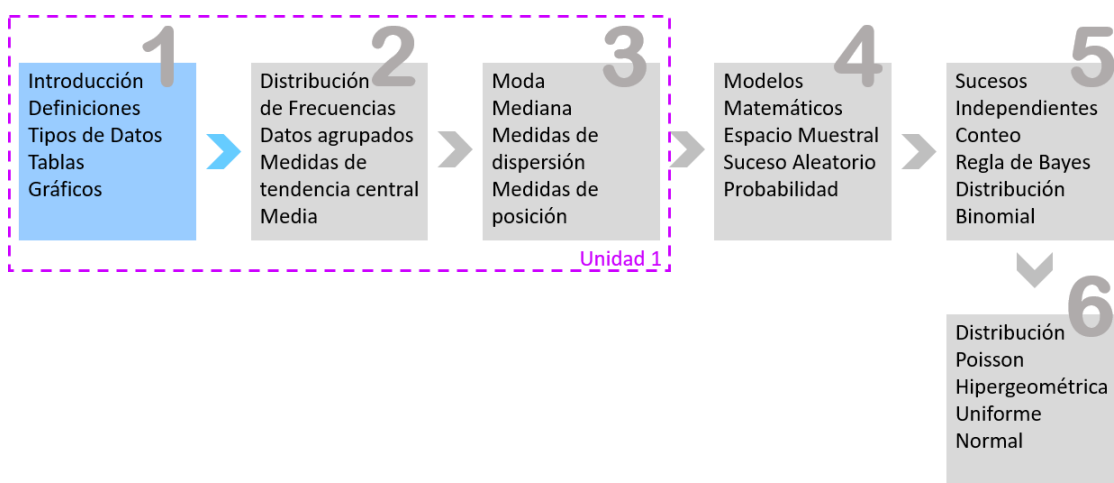 1
Introducción
Definiciones
Tipos de Datos
Tablas
Gráficos
2
Distribución
de Frecuencias
Datos agrupados
Medidas de
tendencia central
Media
3
Moda
Mediana
Medidas de
dispersión
Medidas de
posición
Unidad 1
4
Modelos
Matemáticos
Espacio Muestral
Suceso Aleatorio
Probabilidad
5
Sucesos
Independientes
Conteo
Regla de Bayes
Distribución
Binomial
6
Distribución
Poisson
Hipergeométrica
Uniforme
Normal